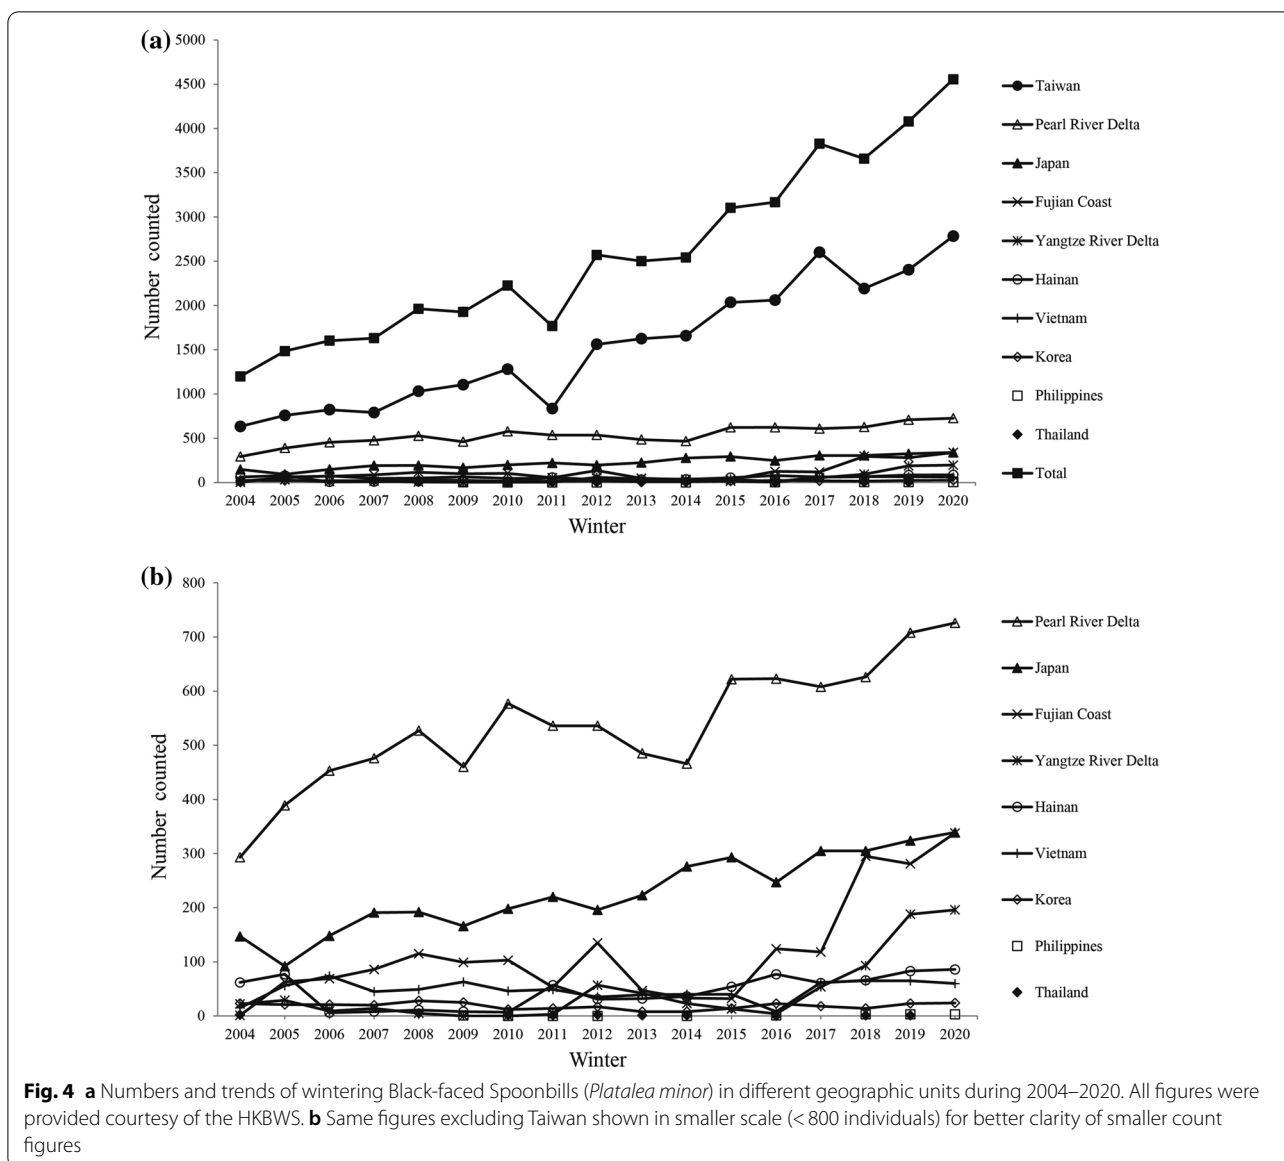 (a)
5000
4500
4000
3500
3000
2500
2000
1500
1000
500
0
Number counted
2004 2005 2006 2007 2008 2009 2010 2011 2012 2013 2014 2015 2016 2017 2018 2019 2020
Winter
Taiwan
Pearl River Delta
Japan
Fujian Coast
Yangtze River Delta
Hainan
Vietnam
Korea
Philippines
Thailand
Total
(b)
800
700
600
500
400
300
200
100
0
Number counted
2004 2005 2006 2007 2008 2009 2010 2011 2012 2013 2014 2015 2016 2017 2018 2019 2020
Winter
Pearl River Delta
Japan
Fujian Coast
Yangtze River Delta
Hainan
Vietnam
Korea
Philippines
Thailand
Fig. 4 a Numbers and trends of wintering Black-faced Spoonbills (Platalea minor) in different geographic units during 2004–2020. All figures were
provided courtesy of the HKBWS. b Same figures excluding Taiwan shown in smaller scale (< 800 individuals) for better clarity of smaller count
figures